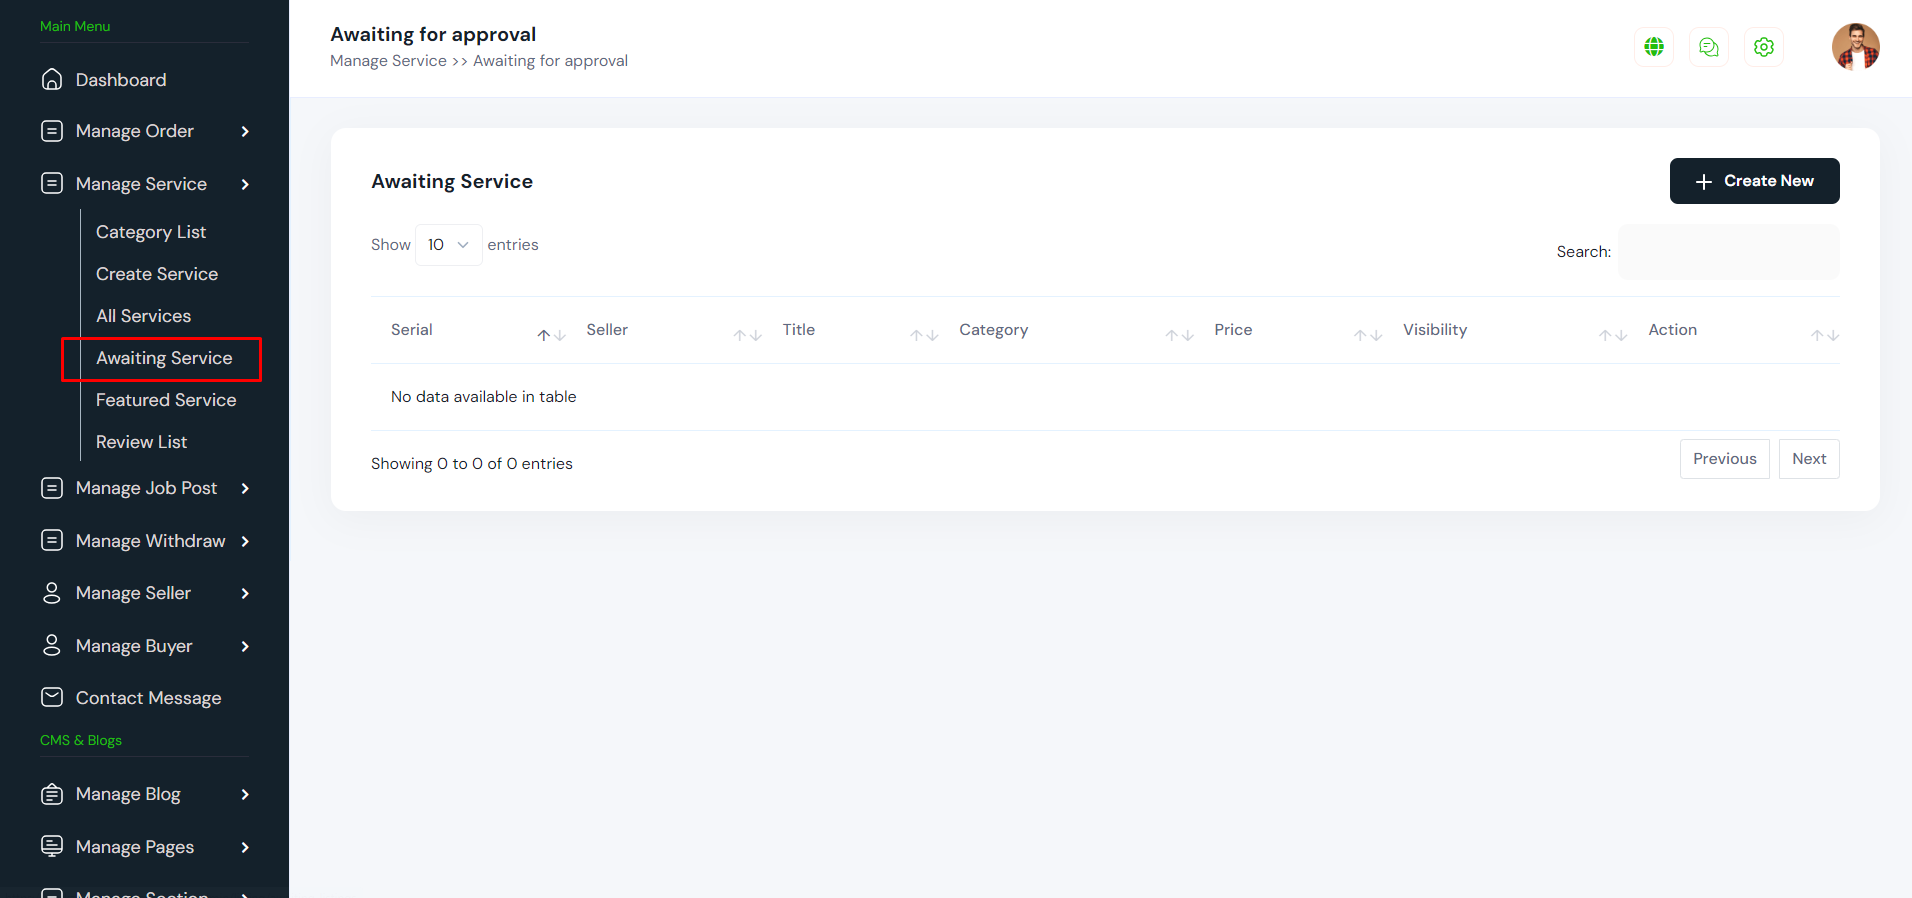 Main Menu
Dashboard
Manage Order
Manage Service
Category List
Create Service
All Services
Awaiting Service
Featured Service
Review List
Manage Job Post
Manage Withdraw
Manage Seller
Manage Buyer
Contact Message
CMS & Blogs
Manage Blog
Manage Pages
Manage Section
Awaiting for approval
Manage Service >> Awaiting for approval
Awaiting Service
Create New
Show 10 entries
Search:
Serial Seller Title Category Price Visibility Action
No data available in table
Showing 0 to 0 of 0 entries
Previous Next